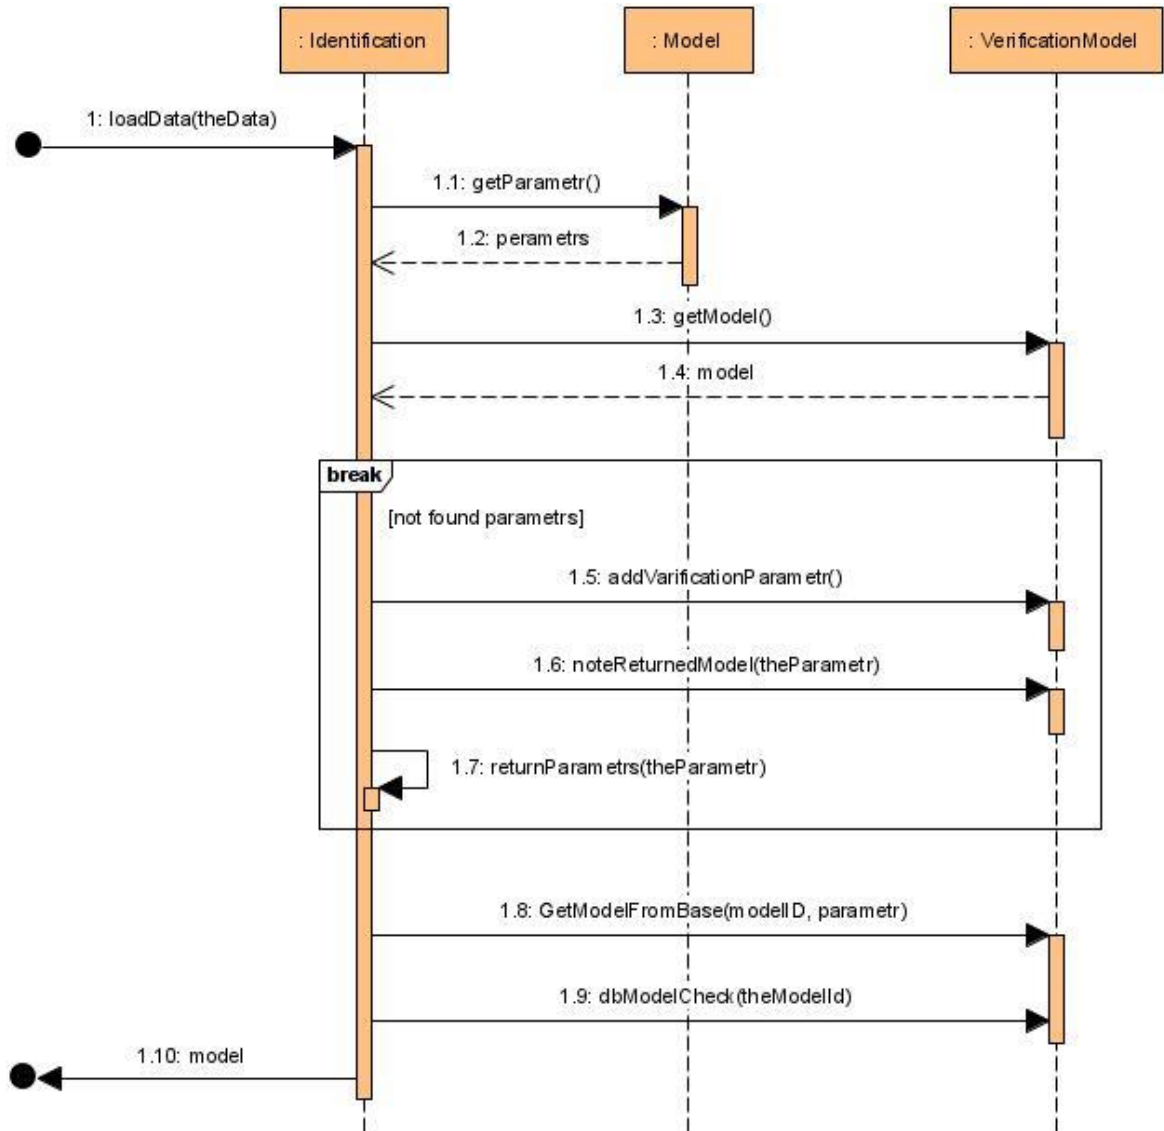 : Identification
: Model
: VerificationModel
1: loadData(theData)
1.1: getParametr()
1.2: perametrs
1.3: getModel()
1.4: model
break
[not found parametrs]
1.5: addVarificationParametr()
1.6: noteReturnedModel(theParametr)
1.7: returnParametrs(theParametr)
1.8: GetModelFromBase(modelID, parametr)
1.9: dbModelCheck(theModelId)
1.10: model